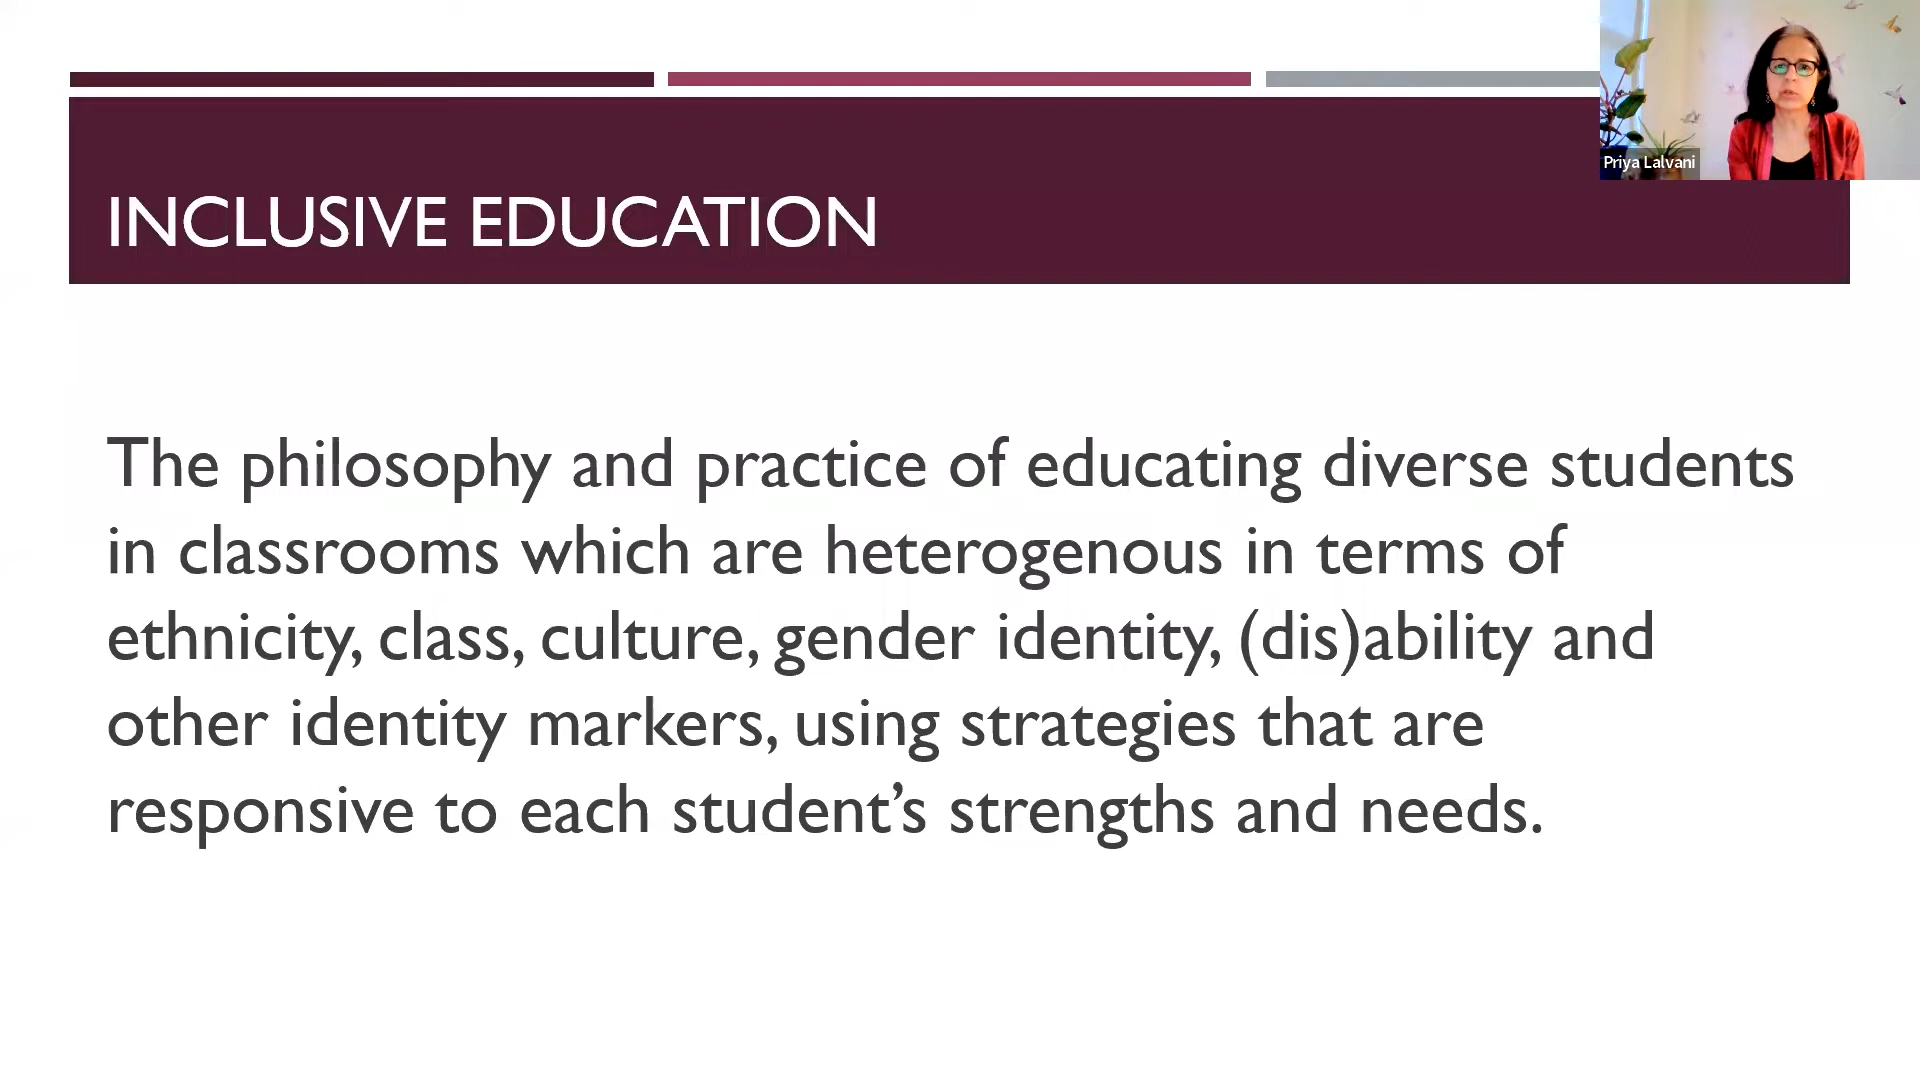 INCLUSIVE EDUCATION
Priya Lalvani
The philosophy and practice of educating diverse students
in classrooms which are heterogenous in terms of
ethnicity, class, culture, gender identity, (dis)ability and
other identity markers, using strategies that are
responsive to each student’s strengths and needs.